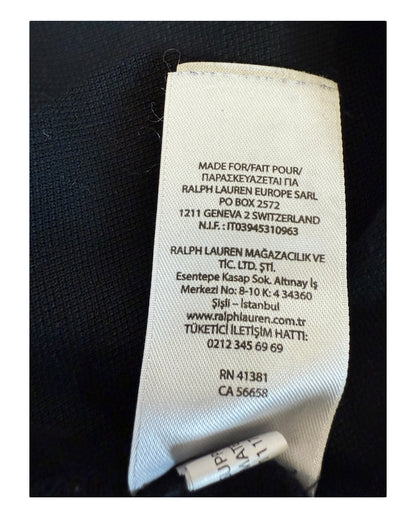 MADE FOR/FAIT POUR/
ΠΑΡΑΣΚΕΥΑΖΕΤΑΙ ΓΙΑ
RALPH LAUREN EUROPE SARL
PO BOX 2572
1211 GENEVA 2 SWITZERLAND
N.I.F. : IT03945310963
RALPH LAUREN MAĞAZACILIK VE
TİC. LTD. ŞTİ.
Esentepe Kasap Sok. Altınay İş
Merkezi No: 8-10 K: 4 34360
Şişli – İstanbul
www.ralphlauren.com.tr
TÜKETİCİ İLETİŞİM HATTI:
0212 345 69 69
RN 41381
CA 56658